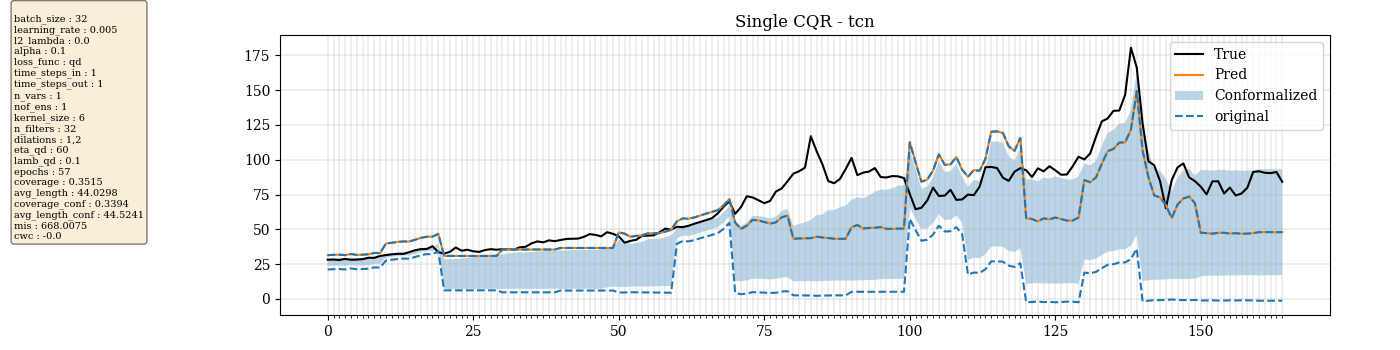 batch_size : 32
learning_rate : 0.005
l2_lambda : 0.0
alpha : 0.1
loss_func : qd
time_steps_in : 1
time_steps_out : 1
n_vars : 1
nof_ens : 1
kernel_size : 6
n_filters : 32
dilations : 1,2
eta_qd : 60
lamb_qd : 0.1
epochs : 57
coverage : 0.3515
avg_length : 44.0298
coverage_conf : 0.3394
avg_length_conf : 44.5241
mis : 668.0075
cwc : -0.0
Single CQR - tcn
175
150
125
100
75
50
25
0
0 25 50 75 100 125 150
True
Pred
Conformalized
original